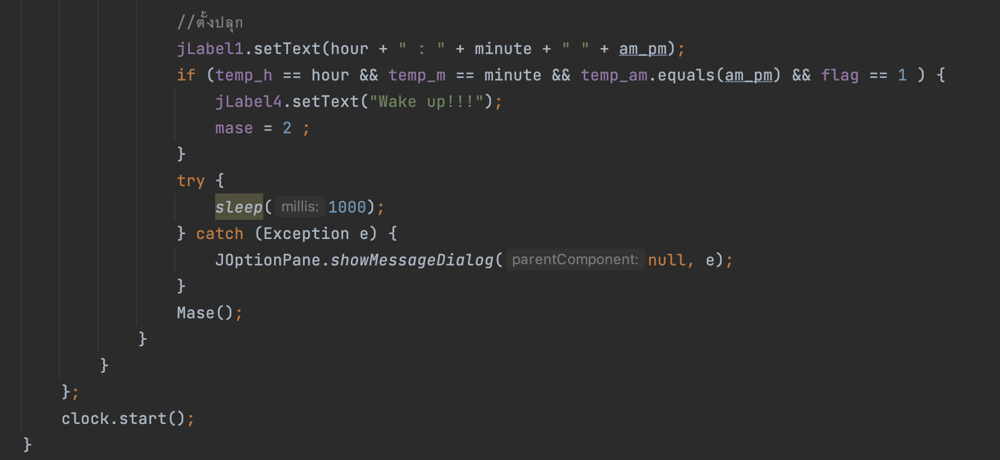 //ตั้งปลุก
jLabel1.setText(hour + " : " + minute + " " + am_pm);
if (temp_h == hour && temp_m == minute && temp_am.equals(am_pm) && flag == 1 ) {
jLabel4.setText("Wake up!!!");
mase = 2 ;
}
try {
sleep( millis: 1000);
} catch (Exception e) {
JOptionPane.showMessageDialog( parentComponent: null, e);
}
Mase();
}
}
};
clock.start();
}